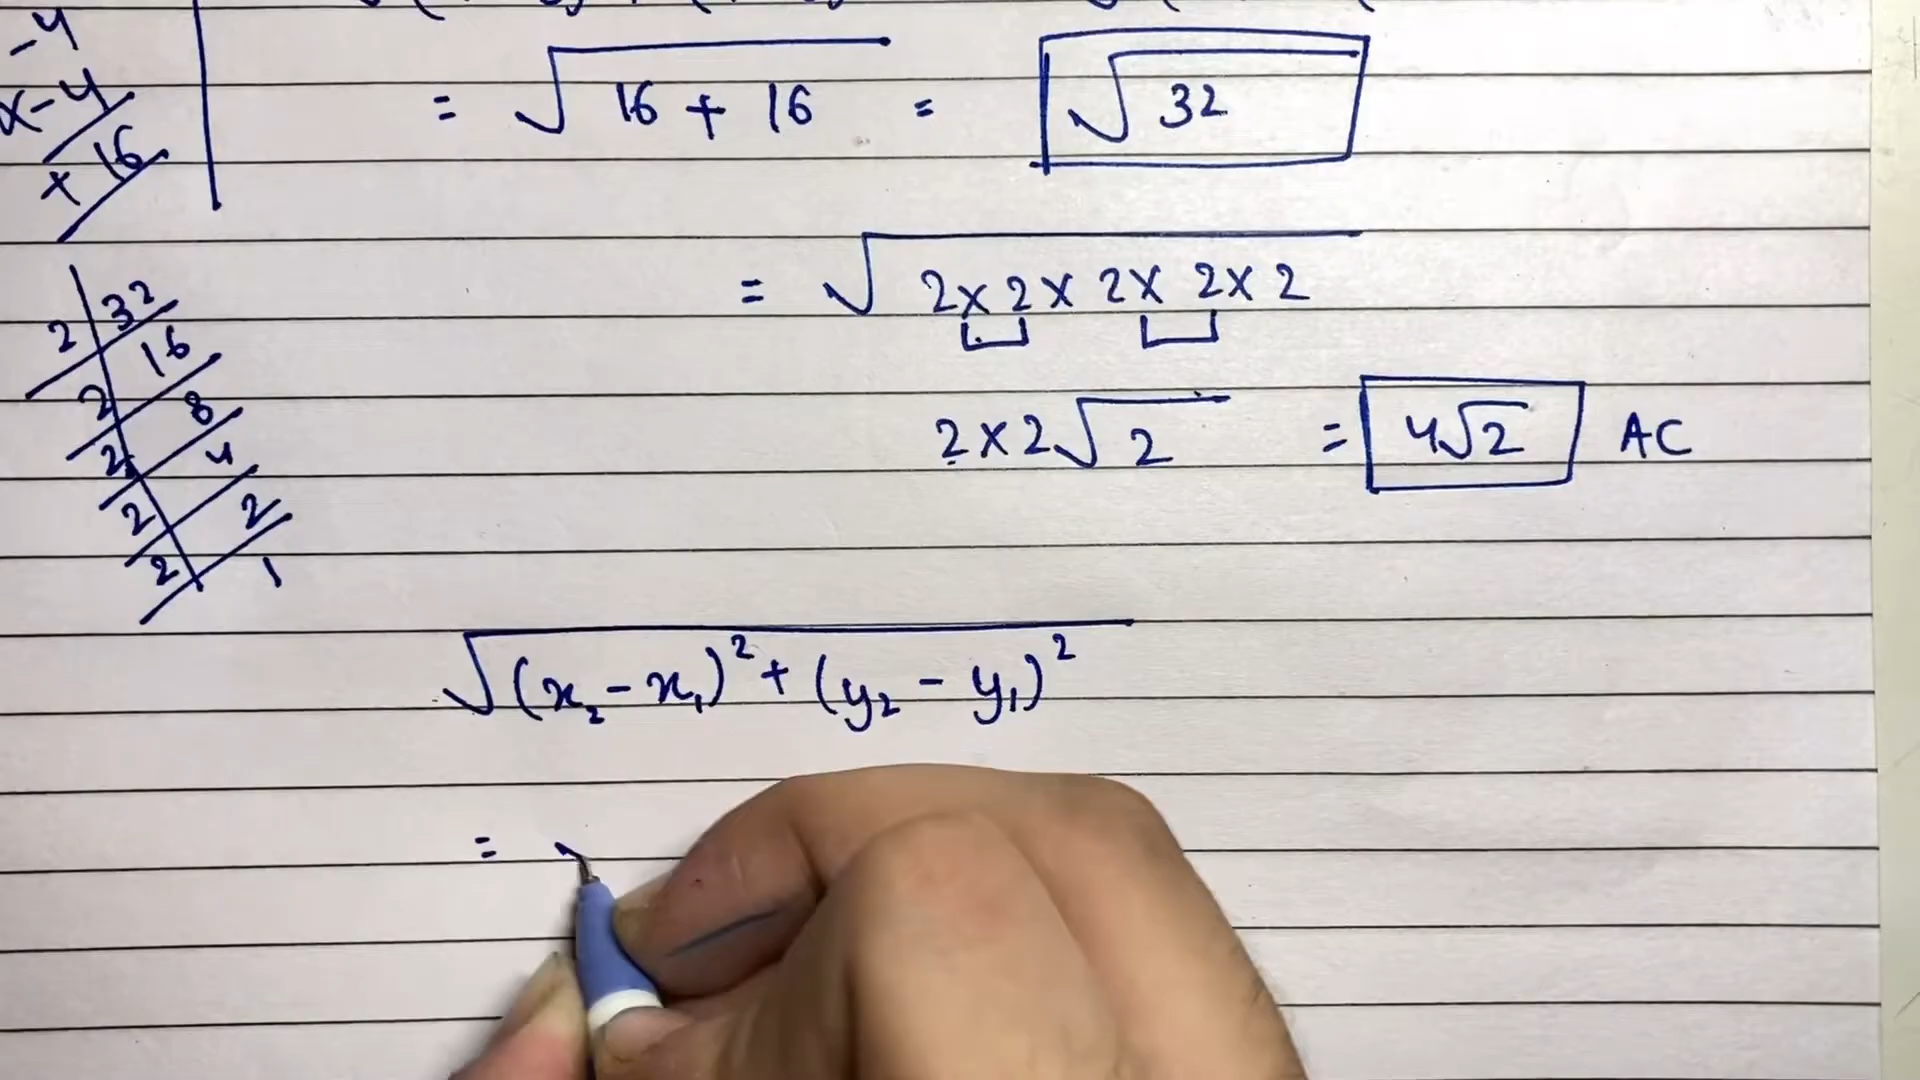 -4
x-4
+ 16
= √16 + 16 = √32
= √2 x 2 x 2 x 2 x 2
2 x 2√2 = 4√2 AC
2 32
2 16
2 8
2 4
2 2
1
√(x₂ - x₁)² + (y₂ - y₁)²
=